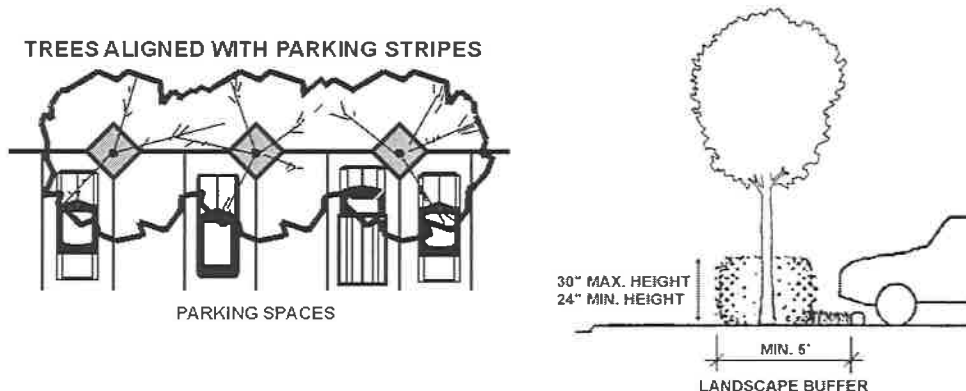 TREES ALIGNED WITH PARKING STRIPES
PARKING SPACES
30" MAX. HEIGHT
24" MIN. HEIGHT
MIN. 5'
LANDSCAPE BUFFER